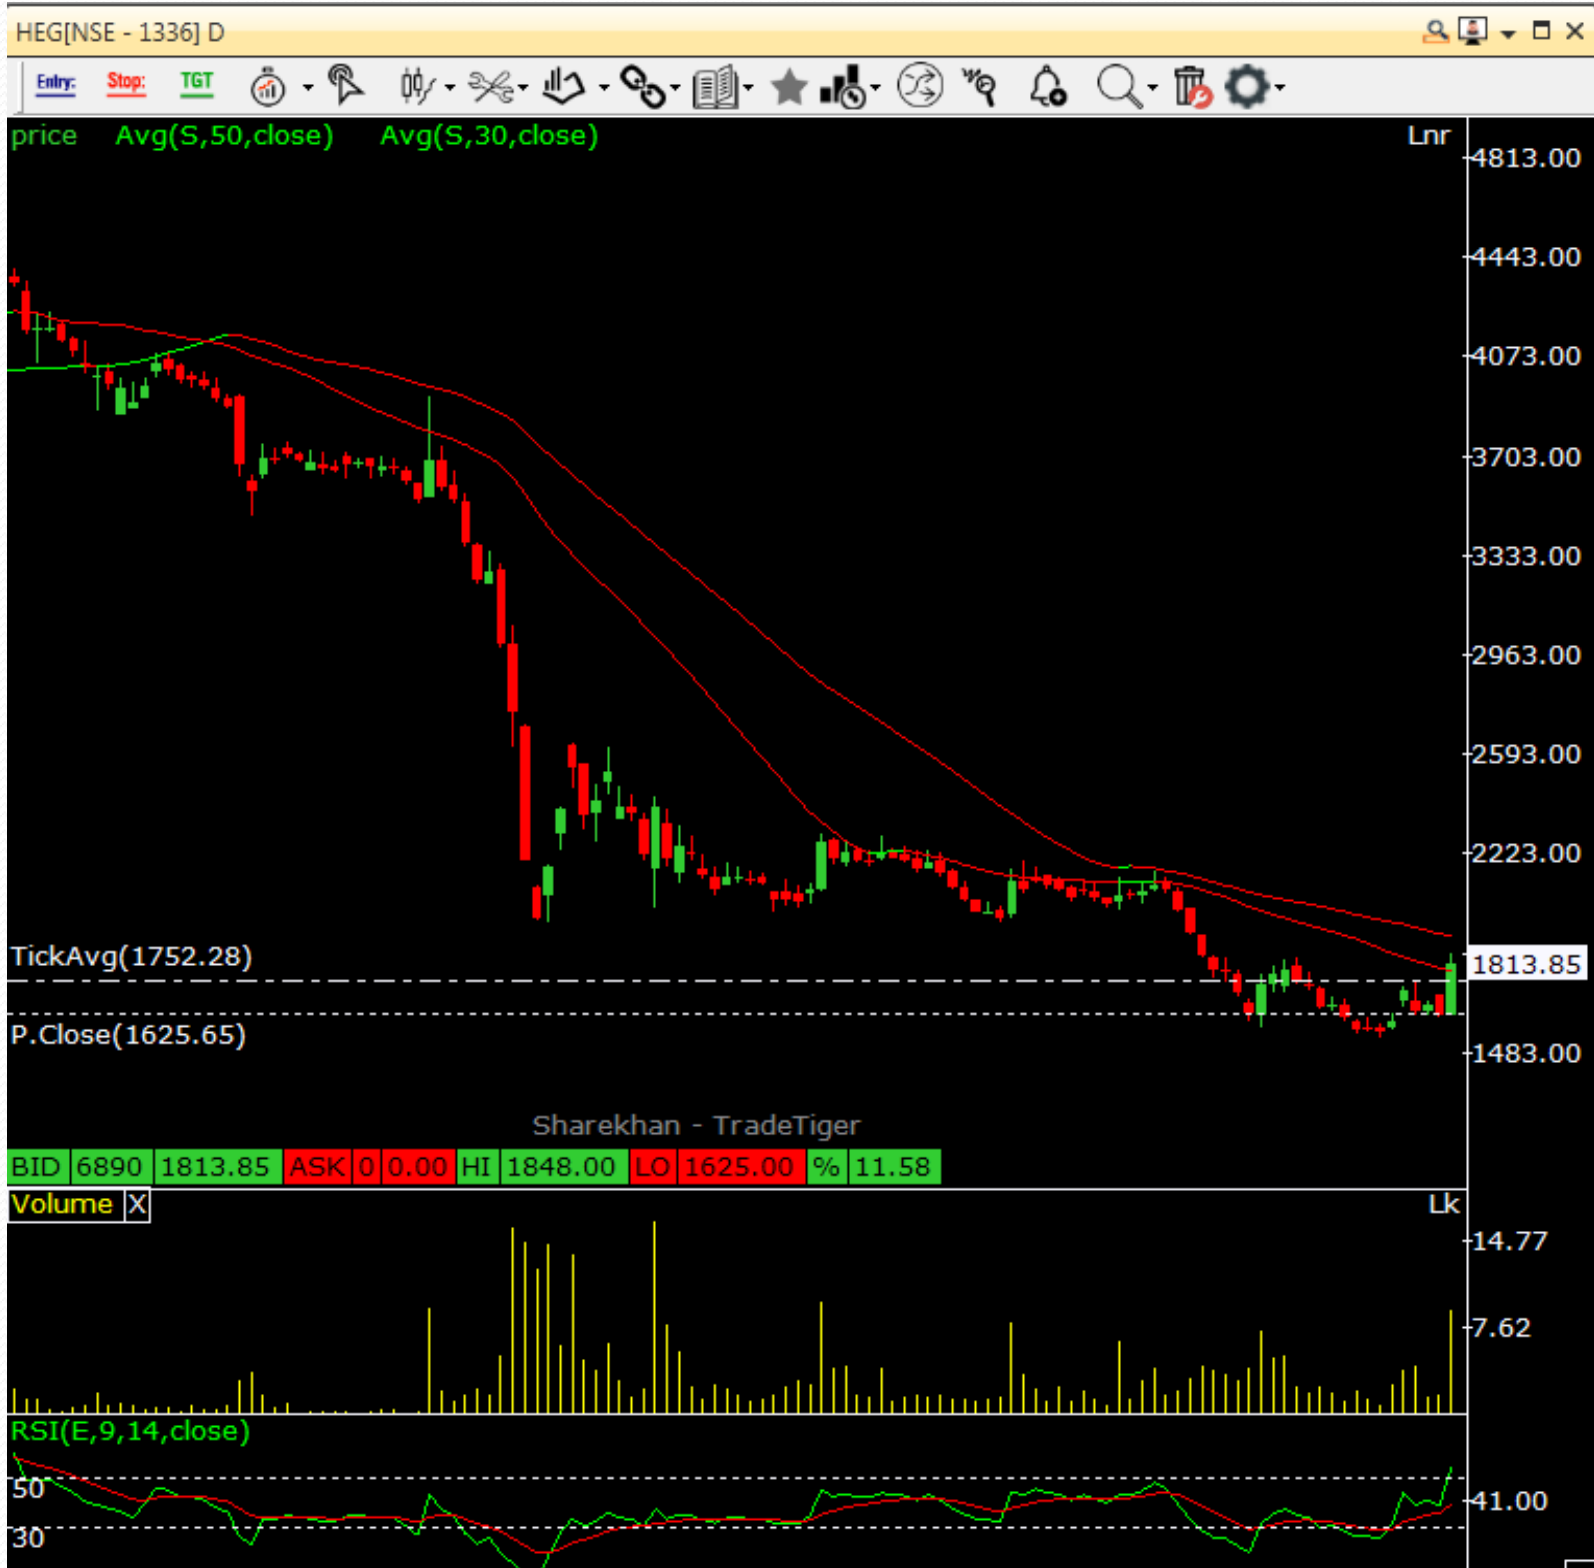 HEG[NSE - 1336] D
Entry: Stop: TGT
price Avg(S,50,close) Avg(S,30,close) Lnr
4813.00
4443.00
4073.00
3703.00
3333.00
2963.00
2593.00
2223.00
TickAvg(1752.28)
1813.85
P.Close(1625.65)
1483.00
Sharekhan - TradeTiger
BID 6890 1813.85 ASK 0 0.00 HI 1848.00 LO 1625.00 % 11.58
Volume X Lk
14.77
7.62
RSI(E,9,14,close)
50
41.00
30